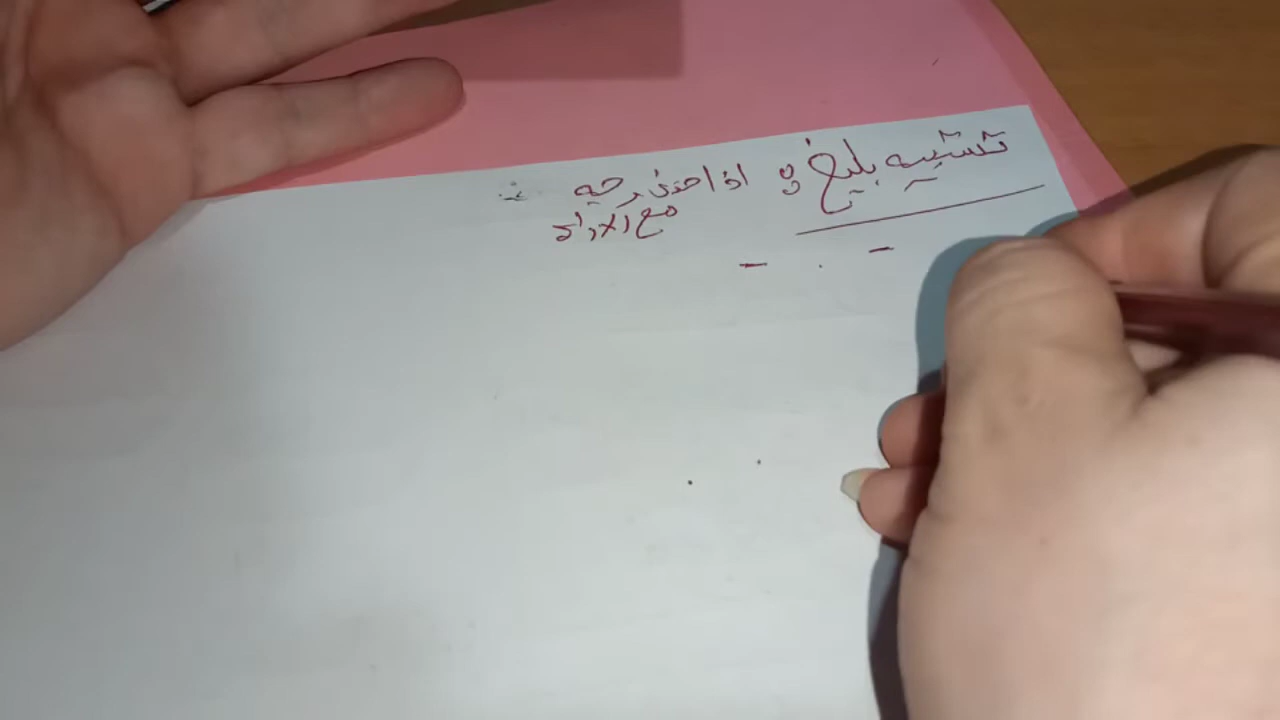 تشبيه بليغ اذا حذف وجه
مع الاداة